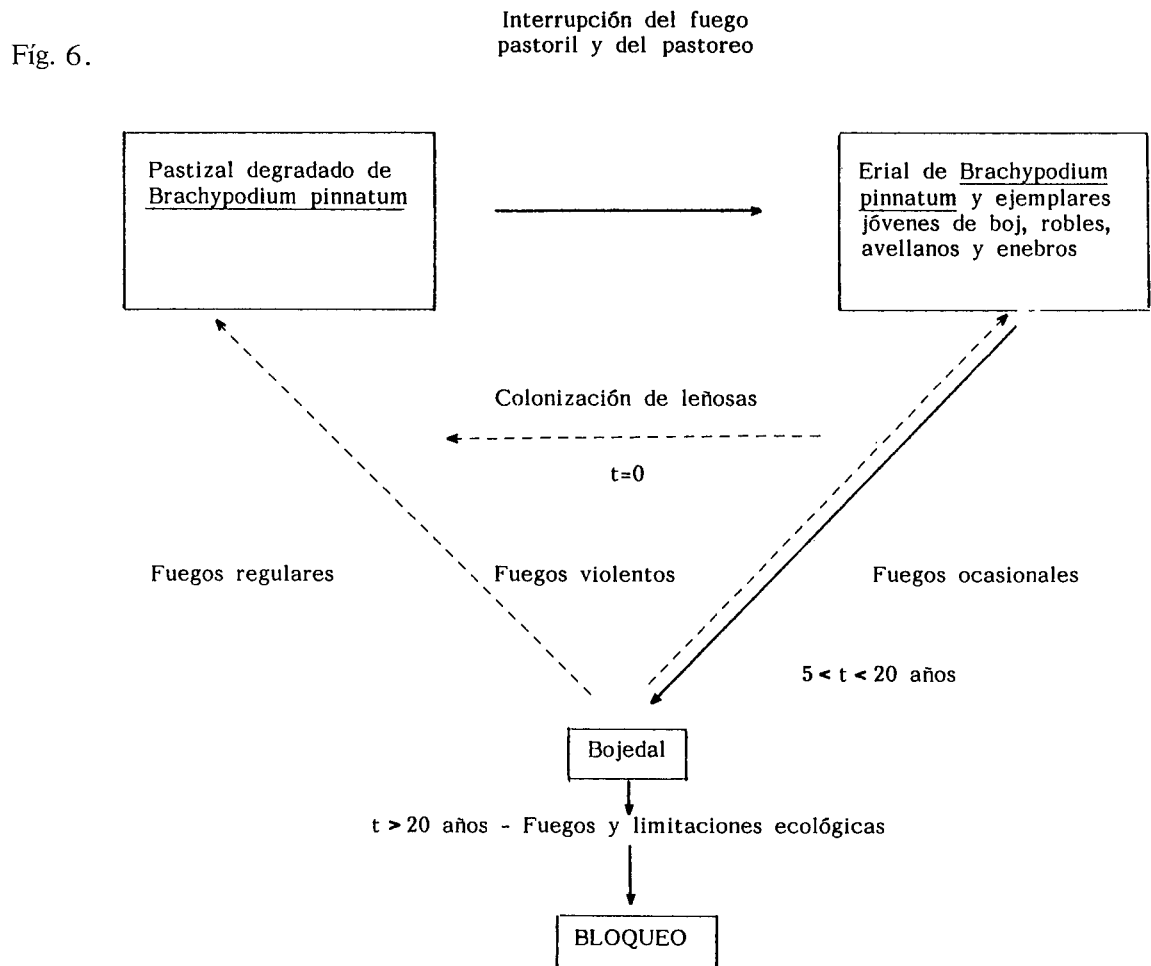 Interrupción del fuego
pastoril y del pastoreo
Fíg. 6.
Pastizal degradado de
Brachypodium pinnatum
Erial de Brachypodium
pinnatum y ejemplares
jóvenes de boj, robles,
avellanos y enebros
Colonización de leñosas
t=0
Fuegos regulares
Fuegos violentos
Fuegos ocasionales
5 < t < 20 años
Bojedal
t > 20 años - Fuegos y limitaciones ecológicas
BLOQUEO